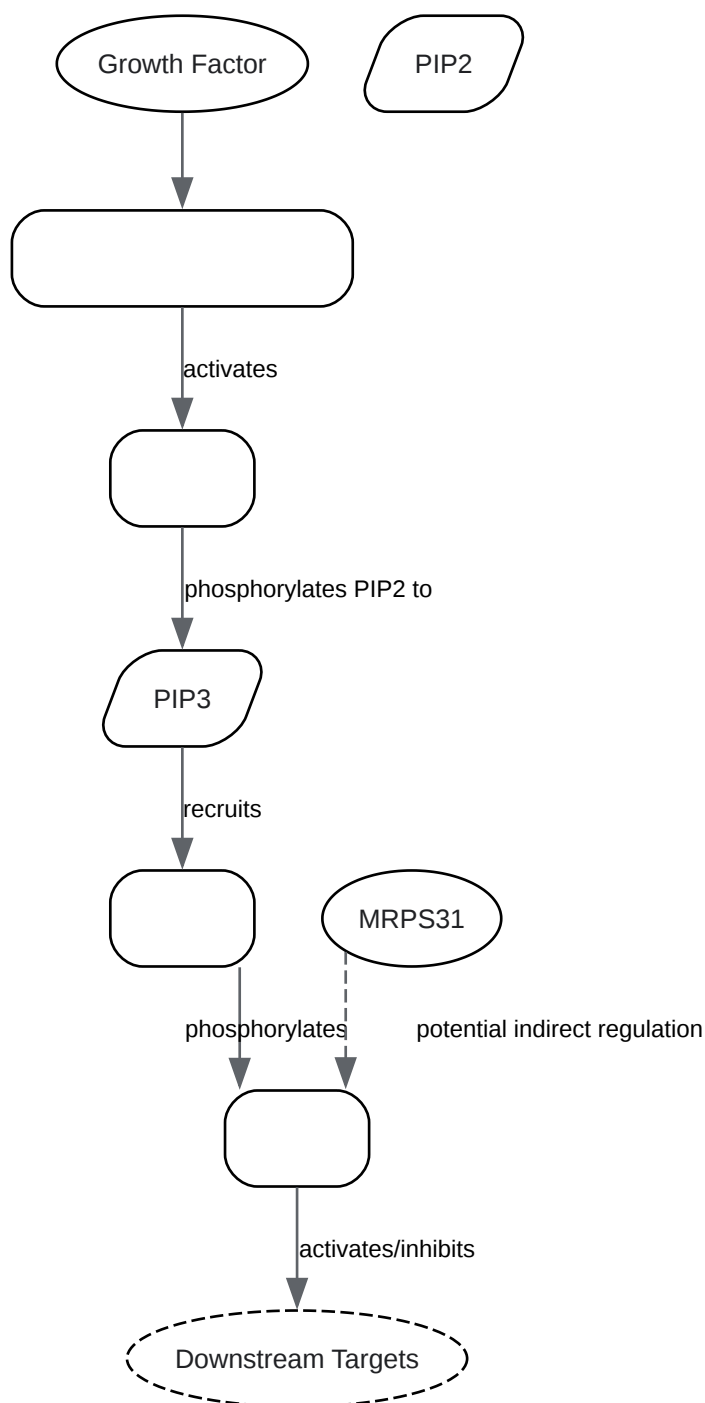 Growth Factor
PIP2
activates
phosphorylates PIP2 to
PIP3
recruits
MRPS31
phosphorylates
potential indirect regulation
activates/inhibits
Downstream Targets